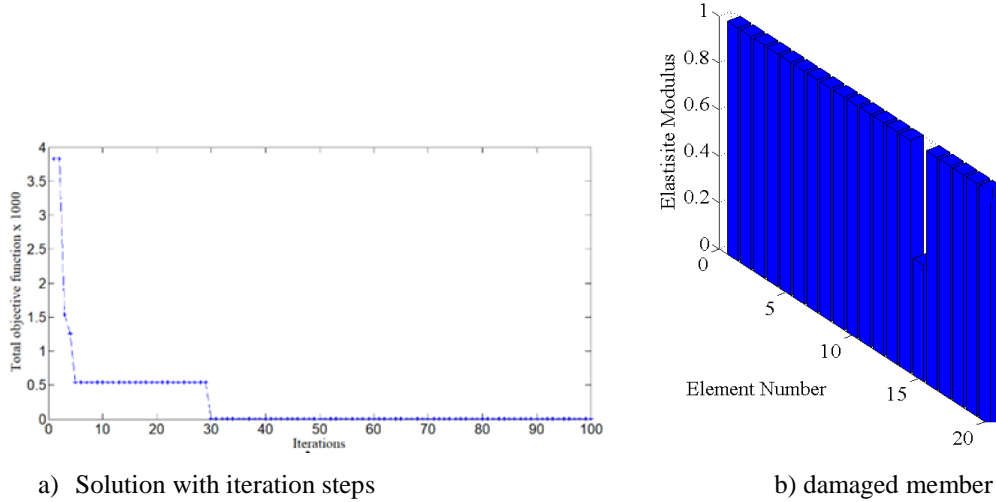 4
3.5
3
2.5
2
1.5
1
0.5
0
Total objective function x 1000
0 10 20 30 40 50 60 70 80 90 100
Iterations
a) Solution with iteration steps
1
0.8
0.6
0.4
0.2
0
Elastisite Modulus
0
5
10
15
20
Element Number
b) damaged member